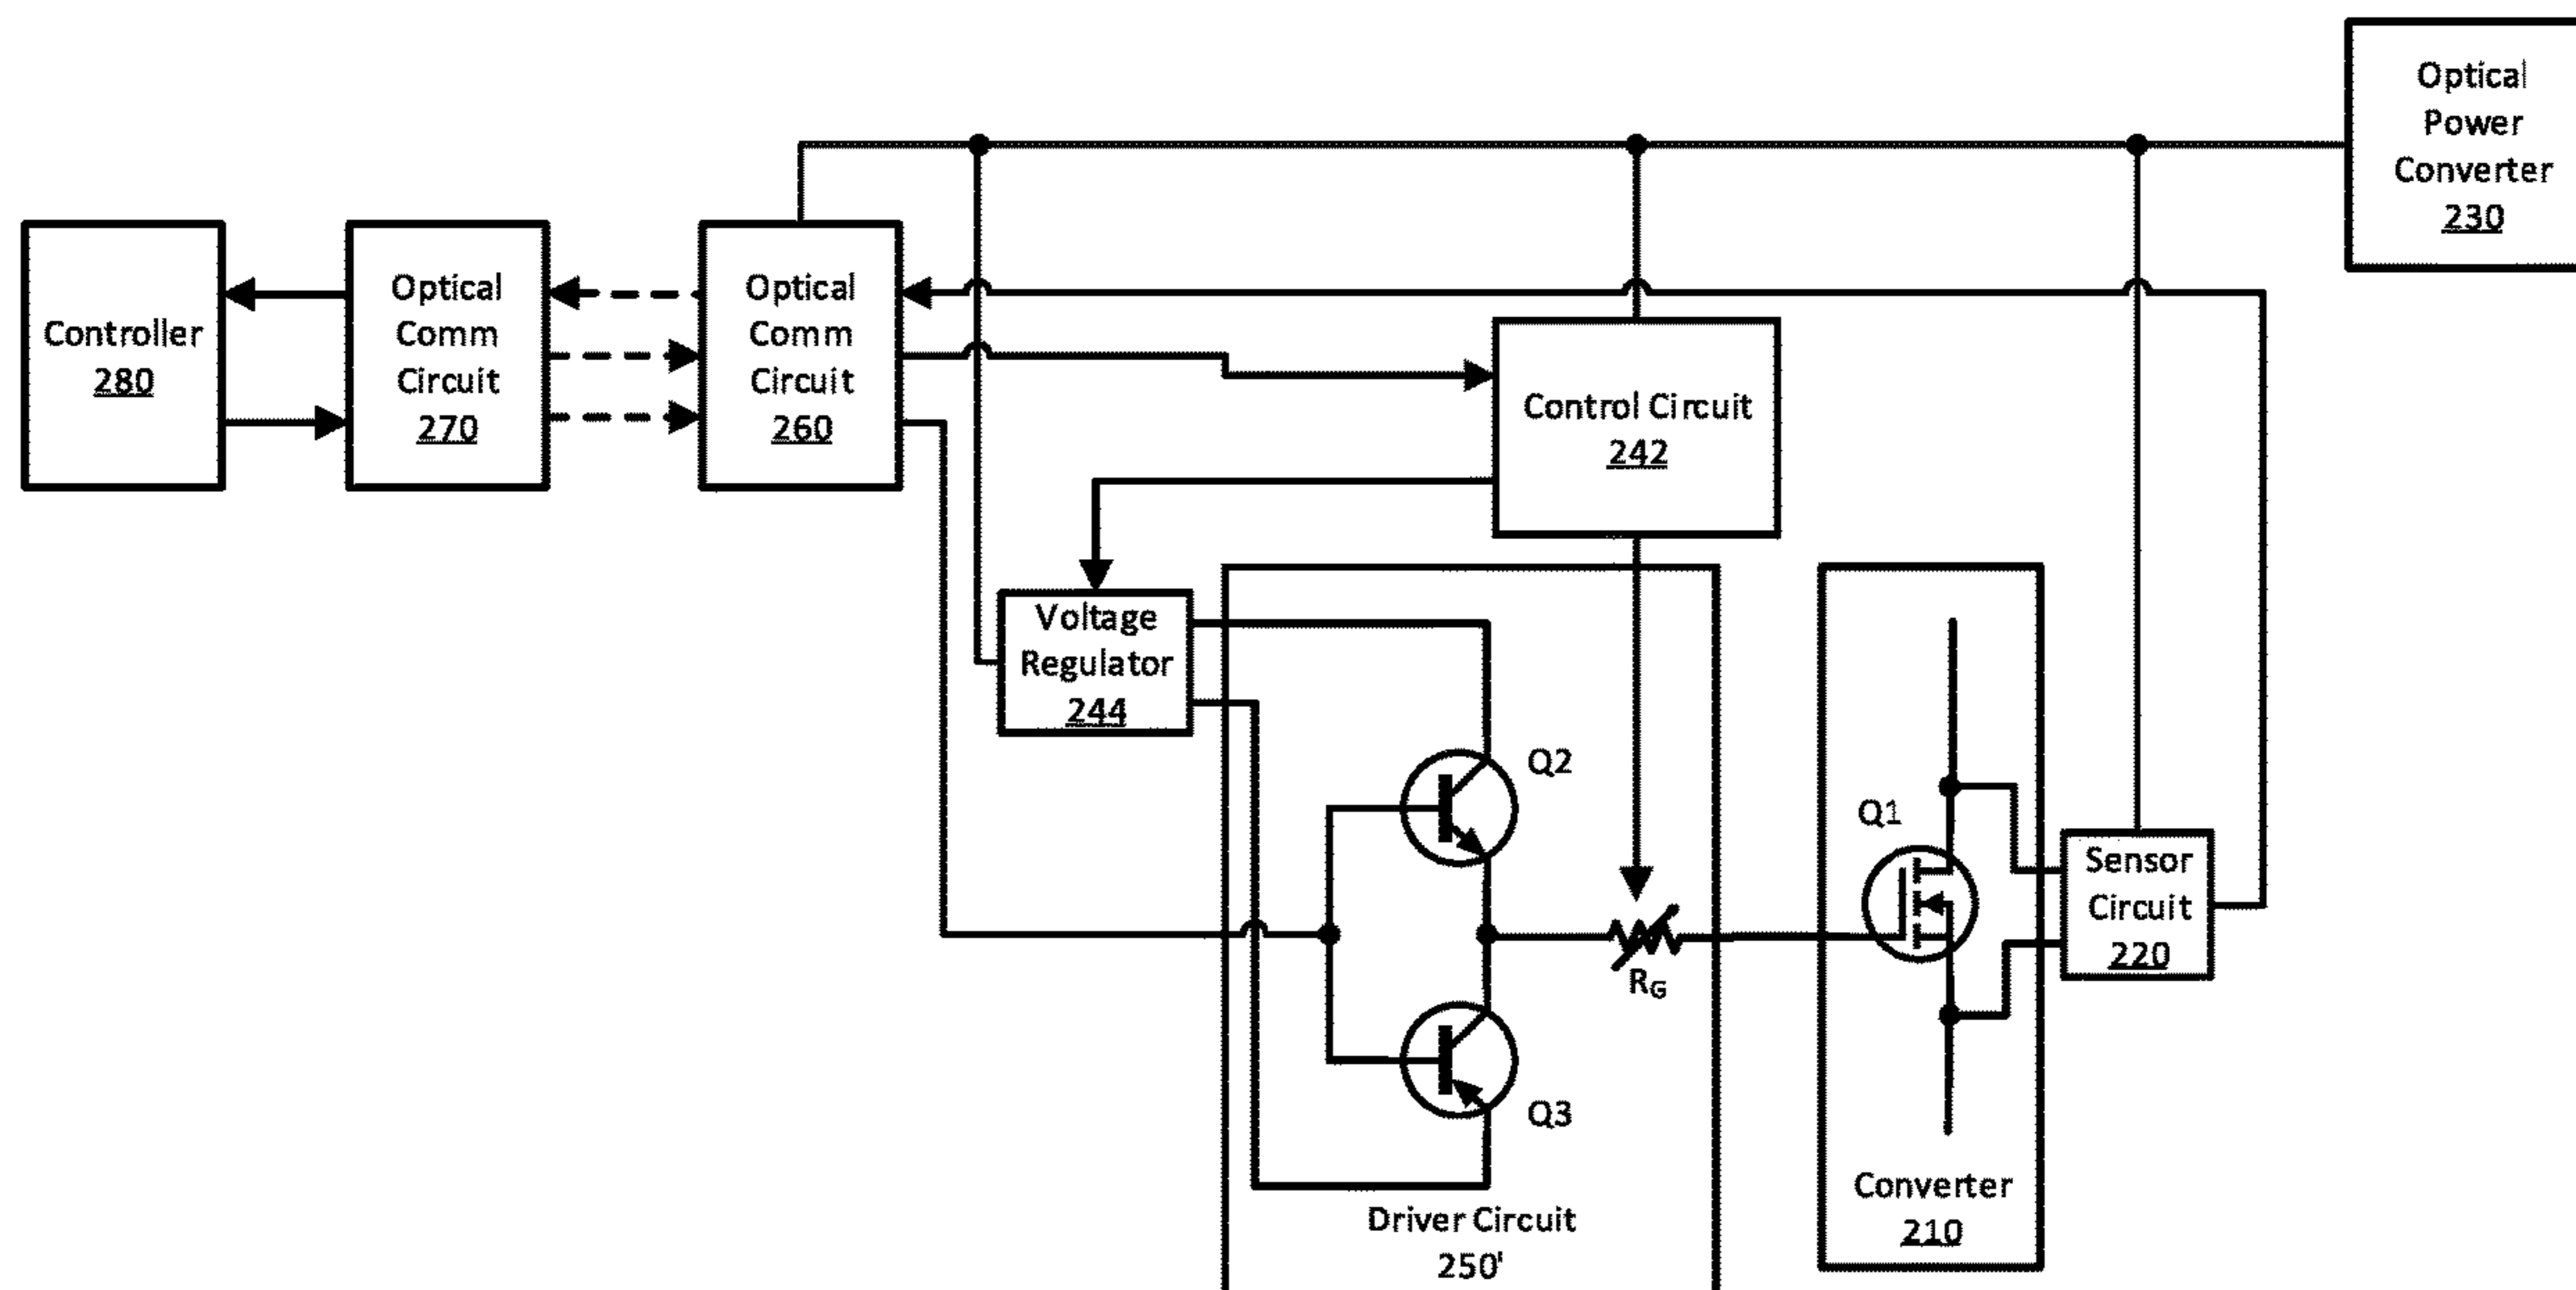 Optical
Power
Converter
230
Controller
280
Optical
Comm
Circuit
270
Optical
Comm
Circuit
260
Control Circuit
242
Voltage
Regulator
244
Q2
Q1
Sensor
Circuit
220
RG
Q3
Converter
210
Driver Circuit
250'